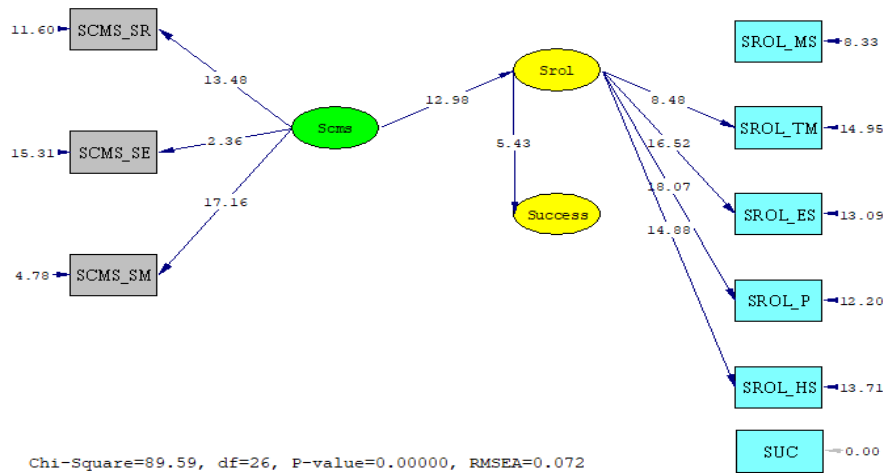 11.60
SCMS_SR
13.48
15.31
SCMS_SE
2.36
Scms
17.16
4.78
SCMS_SM
12.98
Srol
5.43
Success
8.48
16.52
18.07
14.88
SROL_MS
8.33
SROL_TM
14.95
SROL_ES
13.09
SROL_P
12.20
SROL_HS
13.71
SUC
0.00
Chi-Square=89.59, df=26, P-value=0.00000, RMSEA=0.072